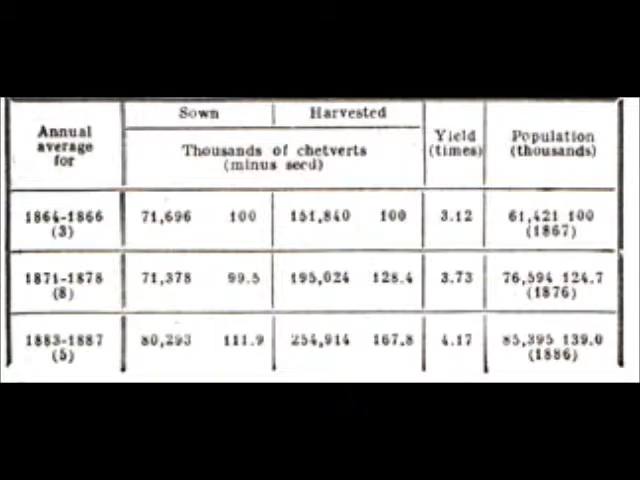 Annual average for
Sown Harvested
Thousands of chetverts
(minus seed)
Yield (times)
Population (thousands)
1864-1866 (3) 71,696 100 151,840 100 3.12 61,421 100 (1867)
1871-1878 (8) 71,378 99.5 195,024 128.4 3.73 76,594 124.7 (1876)
1883-1887 (5) 80,293 111.9 254,914 167.8 4.17 85,395 139.0 (1886)